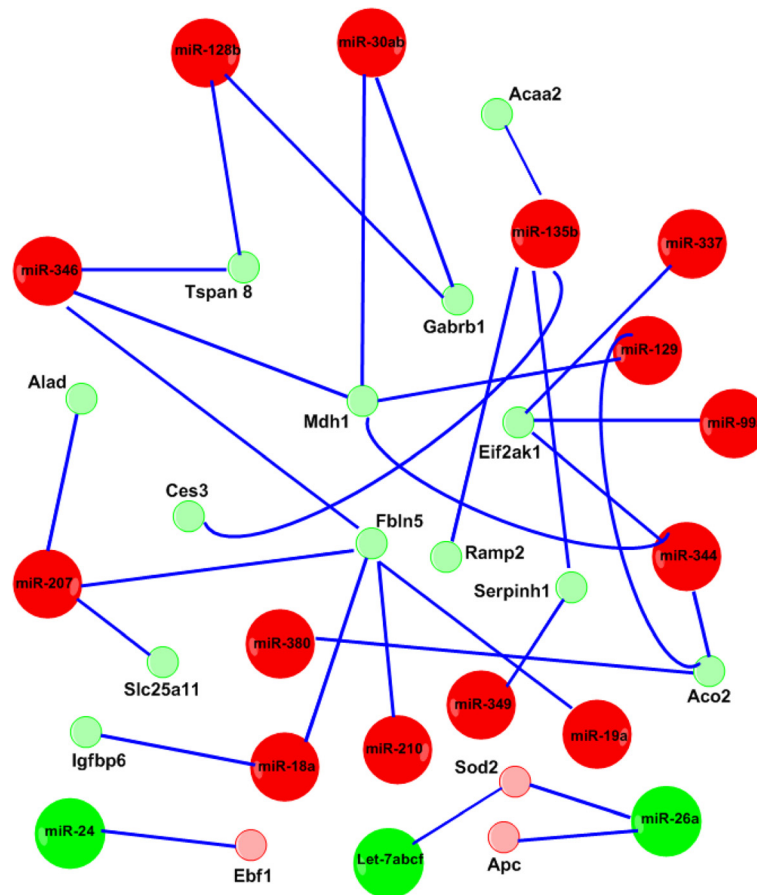 miR-128b
miR-30ab
Acaa2
miR-135b
miR-337
miR-346
Tspan 8
Gabrb1
miR-129
Alad
Mdh1
Eif2ak1
miR-99
Ces3
Fbln5
Ramp2
miR-344
miR-207
Serpinh1
miR-380
Slc25a11
Aco2
miR-349
miR-19a
Igfbp6
miR-18a
miR-210
Sod2
miR-24
miR-26a
Ebf1
Let-7abcf
Apc